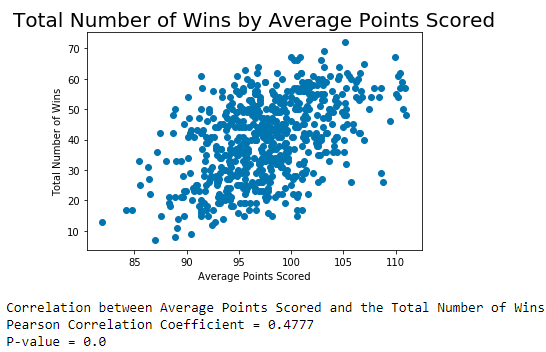 Total Number of Wins by Average Points Scored
70
60
50
40
30
20
10
Total Number of Wins
85 90 95 100 105 110
Average Points Scored
Correlation between Average Points Scored and the Total Number of Wins
Pearson Correlation Coefficient = 0.4777
P-value = 0.0